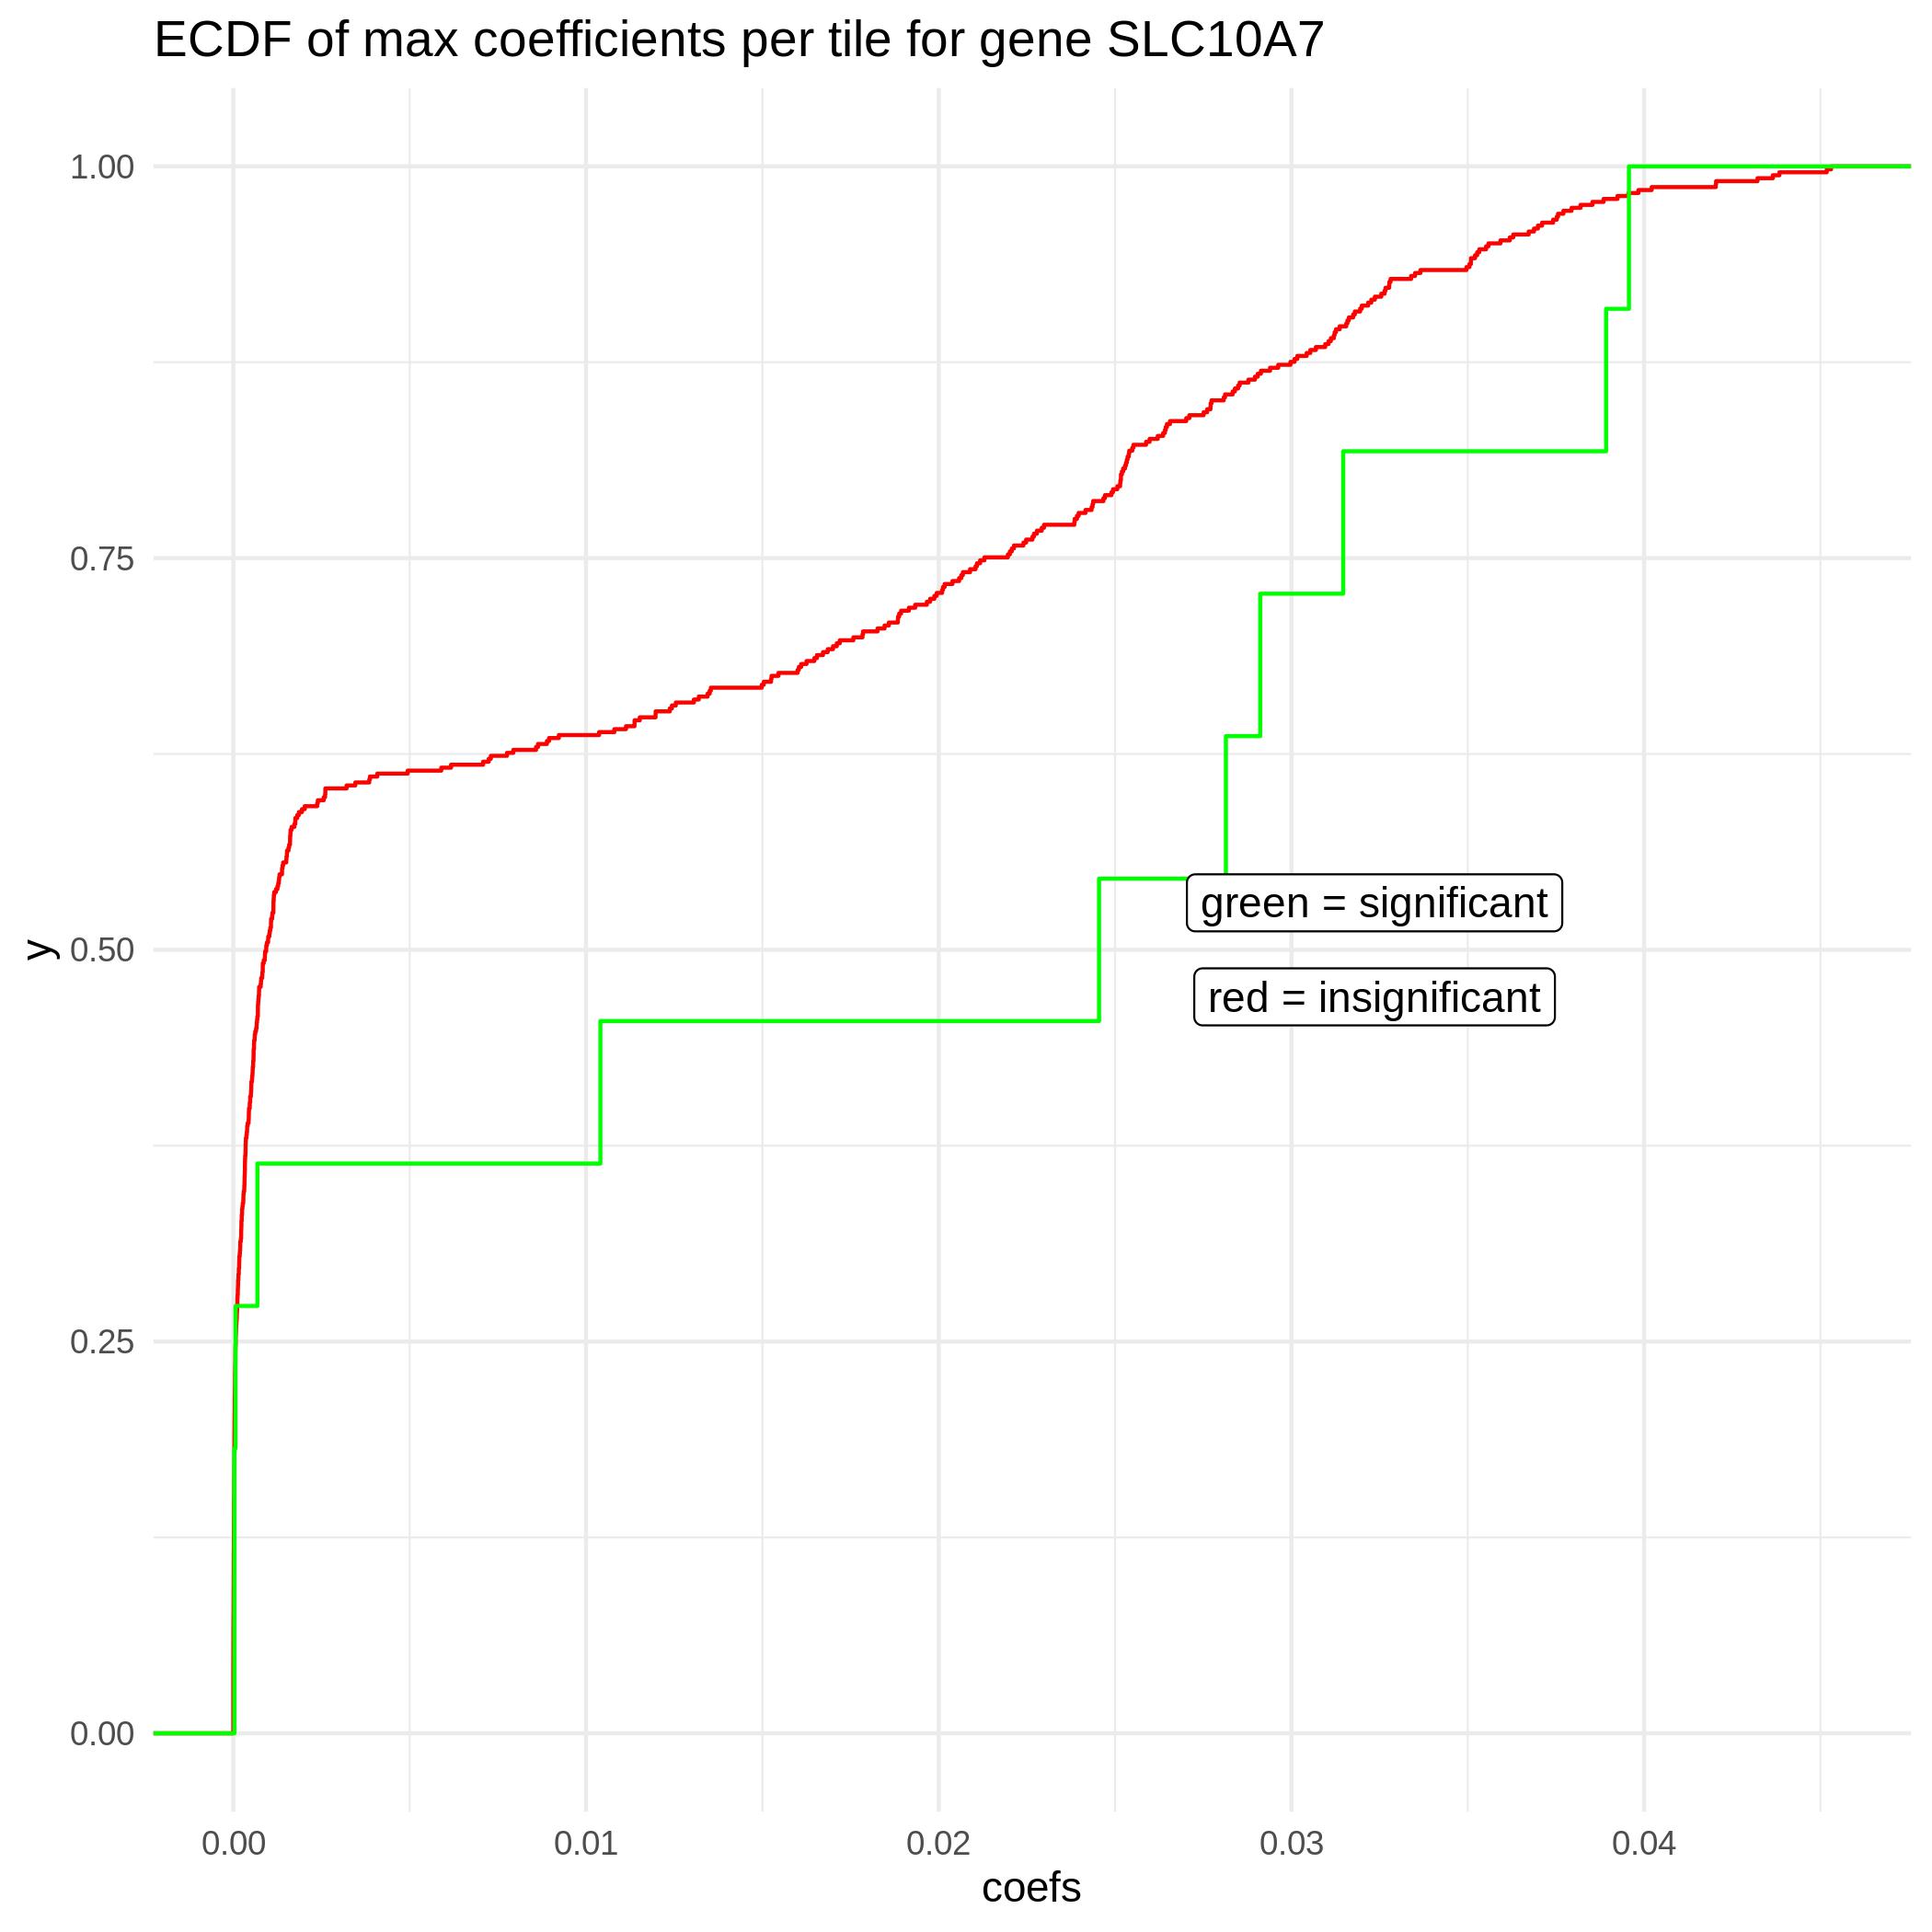 ECDF of max coefficients per tile for gene SLC10A7
1.00
0.75
0.50
0.25
0.00
y
green = significant
red = insignificant
0.00 0.01 0.02 0.03 0.04
coefs